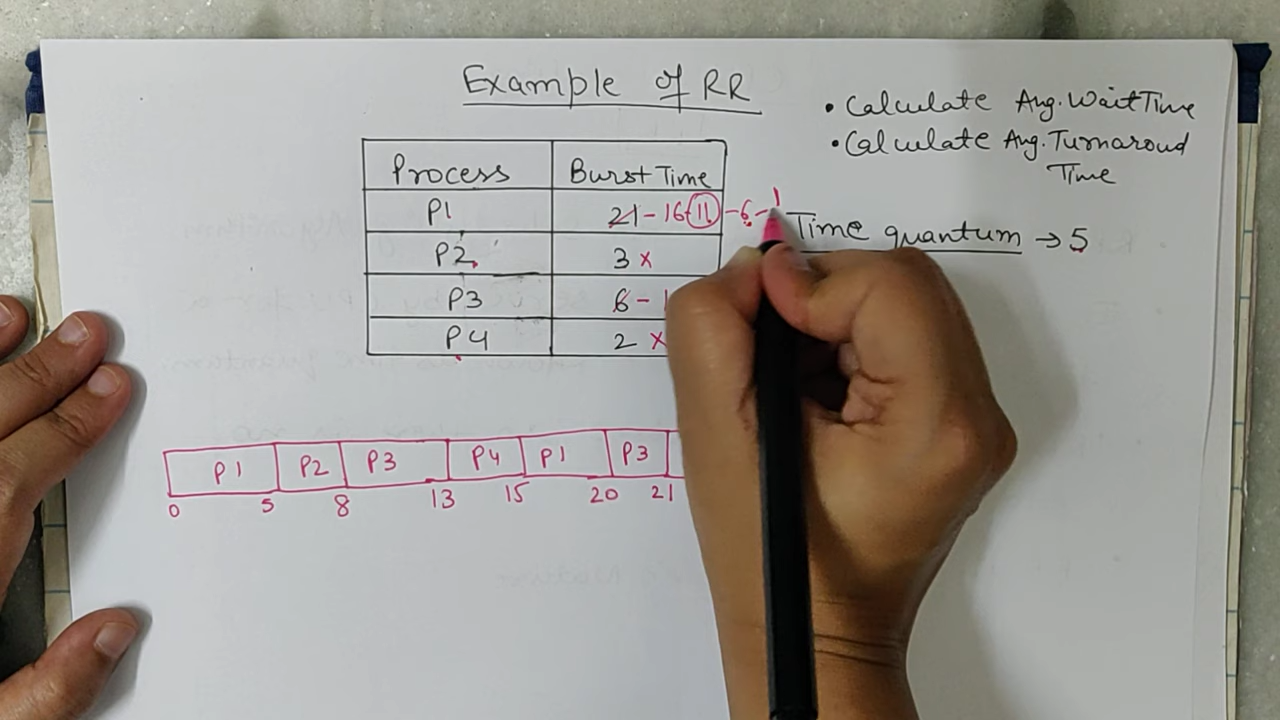 Example of RR
• Calculate Avg. Wait Time
• Calculate Avg. Turnaroud
Time
Process Burst Time
P1 21 - 16 - 11 - 6 - 1
P2 3 x
P3 6 -
P4 2 x
Time quantum → 5
P1 P2 P3 P4 P1 P3
0 5 8 13 15 20 21